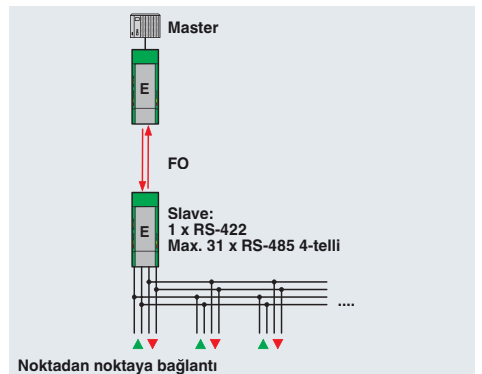 Master
E
FO
Slave:
E
1 x RS-422
Max. 31 x RS-485 4-telli
....
Noktadan noktaya bağlantı